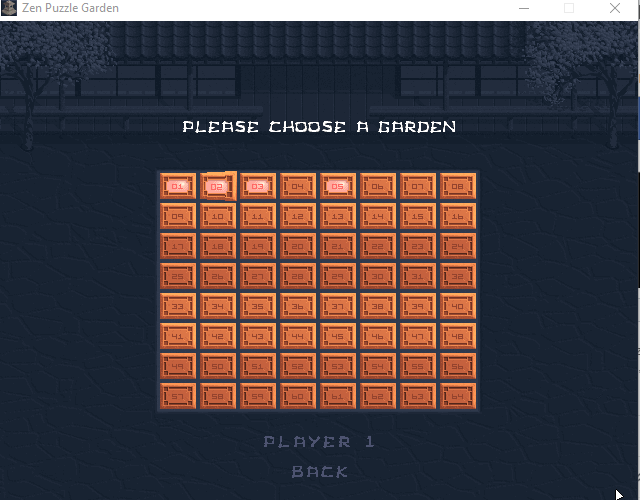 Zen Puzzle Garden
PLEASE CHOOSE A GARDEN
01 02 03 04 05 06 07 08
09 10 11 12 13 14 15 16
17 18 19 20 21 22 23 24
25 26 27 28 29 30 31 32
33 34 35 36 37 38 39 40
41 42 43 44 45 46 47 48
49 50 51 52 53 54 55 56
57 58 59 60 61 62 63 64
PLAYER 1
BACK